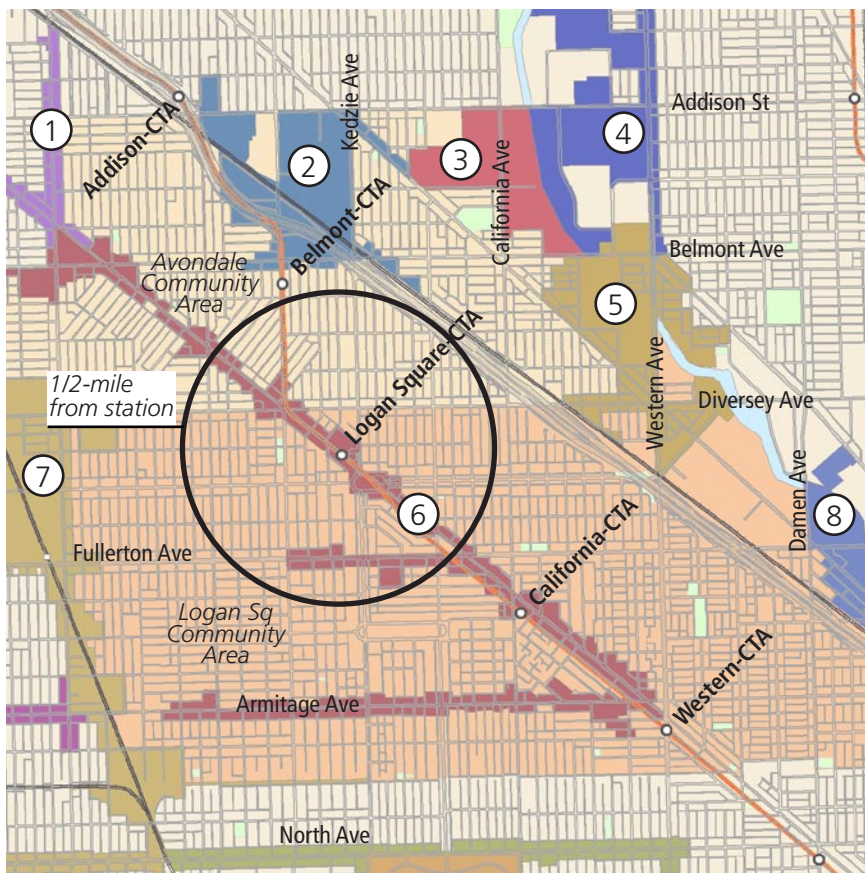 Addison St
1
Kedzie Ave
4
Addison-CTA
2
3
California Ave
Belmont-CTA
Belmont Ave
Avondale
Community
Area
5
Logan Square-CTA
1/2-mile
from station
Western Ave
Diversey Ave
7
6
Damen Ave
8
Fullerton Ave
California-CTA
Logan Sq
Community
Area
Western-CTA
Armitage Ave
North Ave